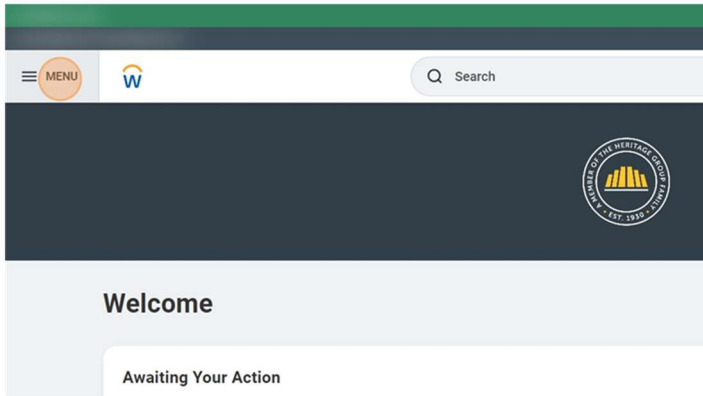 MENU
W
Search
A MEMBER OF THE HERITAGE GROUP FAMILY
• EST. 1930 •
Welcome
Awaiting Your Action